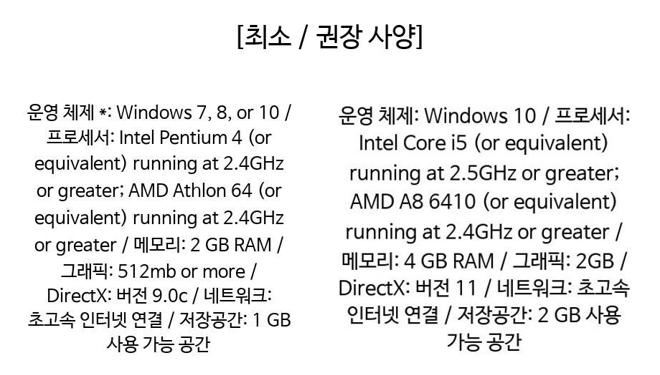 [최소 / 권장 사양]
운영 체제 *: Windows 7, 8, or 10 /
프로세서: Intel Pentium 4 (or
equivalent) running at 2.4GHz
or greater; AMD Athlon 64 (or
equivalent) running at 2.4GHz
or greater / 메모리: 2 GB RAM /
그래픽: 512mb or more /
DirectX: 버전 9.0c / 네트워크:
초고속 인터넷 연결 / 저장공간: 1 GB
사용 가능 공간
운영 체제: Windows 10 / 프로세서:
Intel Core i5 (or equivalent)
running at 2.5GHz or greater;
AMD A8 6410 (or equivalent)
running at 2.4GHz or greater /
메모리: 4 GB RAM / 그래픽: 2GB /
DirectX: 버전 11 / 네트워크: 초고속
인터넷 연결 / 저장공간: 2 GB 사용
가능 공간